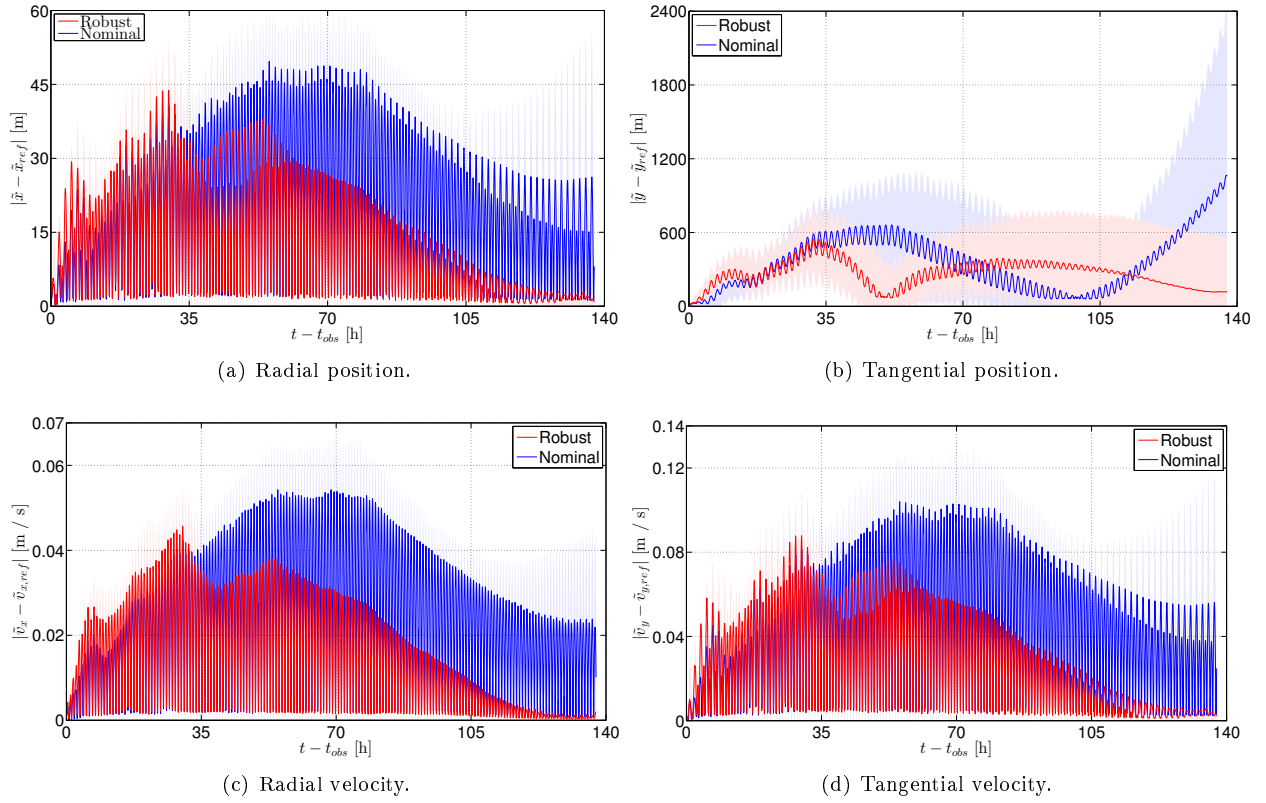 60
45
30
15
0
0
35
70
105
140
Robust
Nominal
|x̃ − x̃_ref| [m]
t − t_obs [h]
(a) Radial position.
2400
1800
1200
600
0
0
35
70
105
140
Robust
Nominal
|ỹ − ỹ_ref| [m]
t − t_obs [h]
(b) Tangential position.
0.07
0.06
0.04
0.02
0
0
35
70
105
140
Robust
Nominal
|ṽ_x − ṽ_x,ref| [m / s]
t − t_obs [h]
(c) Radial velocity.
0.14
0.12
0.08
0.04
0
0
35
70
105
140
Robust
Nominal
|ṽ_y − ṽ_y,ref| [m / s]
t − t_obs [h]
(d) Tangential velocity.